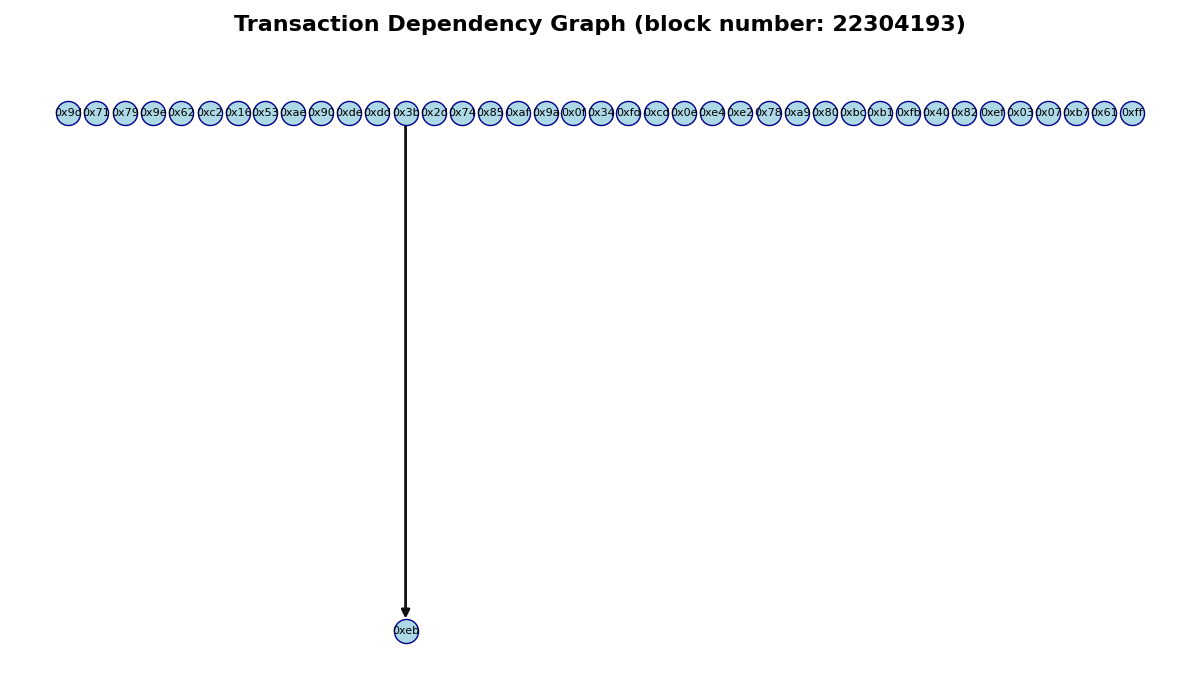 Transaction Dependency Graph (block number: 22304193)
0x9d 0x71 0x79 0x9e 0x62 0xc2 0x16 0x53 0xae 0x90 0xde 0xdd 0x3b 0x2d 0x74 0x85 0xaf 0x9a 0x0f 0x34 0xfd 0xcd 0x0e 0xe4 0xe2 0x78 0xa9 0x80 0xbd 0xb1 0xfb 0x40 0x82 0xef 0x03 0x07 0xb7 0x61 0xff
0xeb